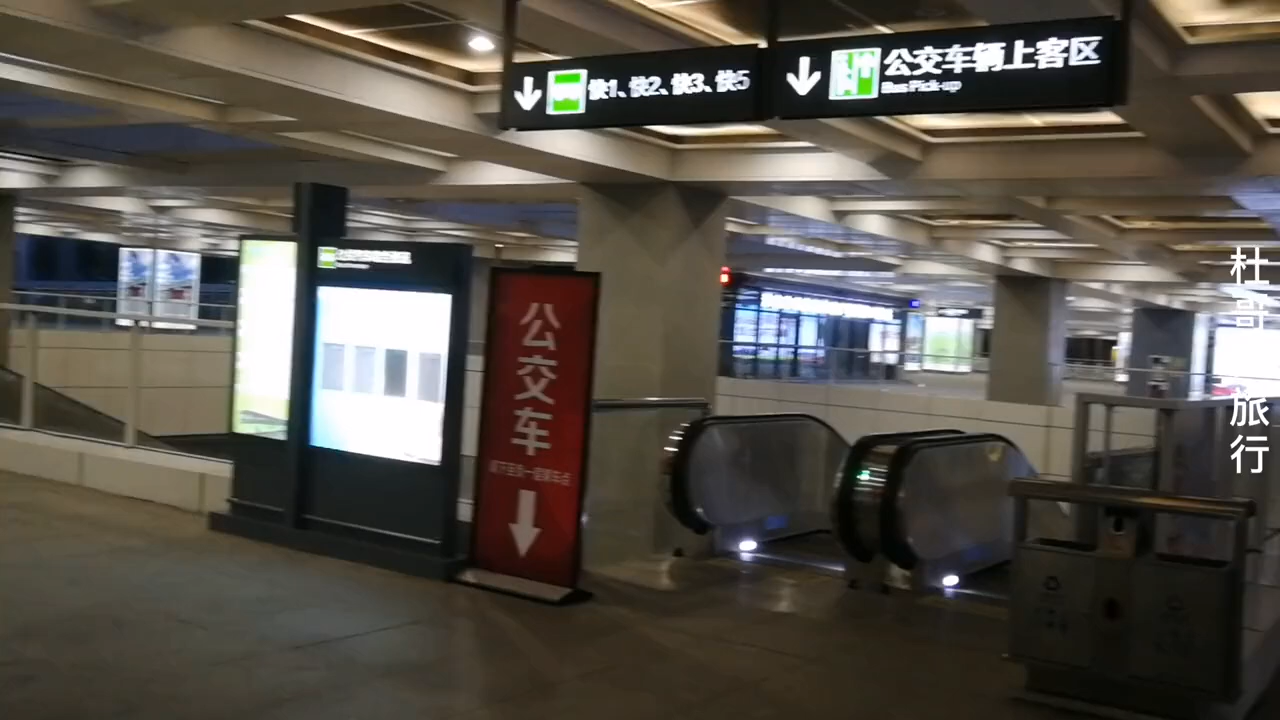 快1、快2、快3、快5
公交车辆上客区
Bus Pick-up
公交车
杜哥
旅行